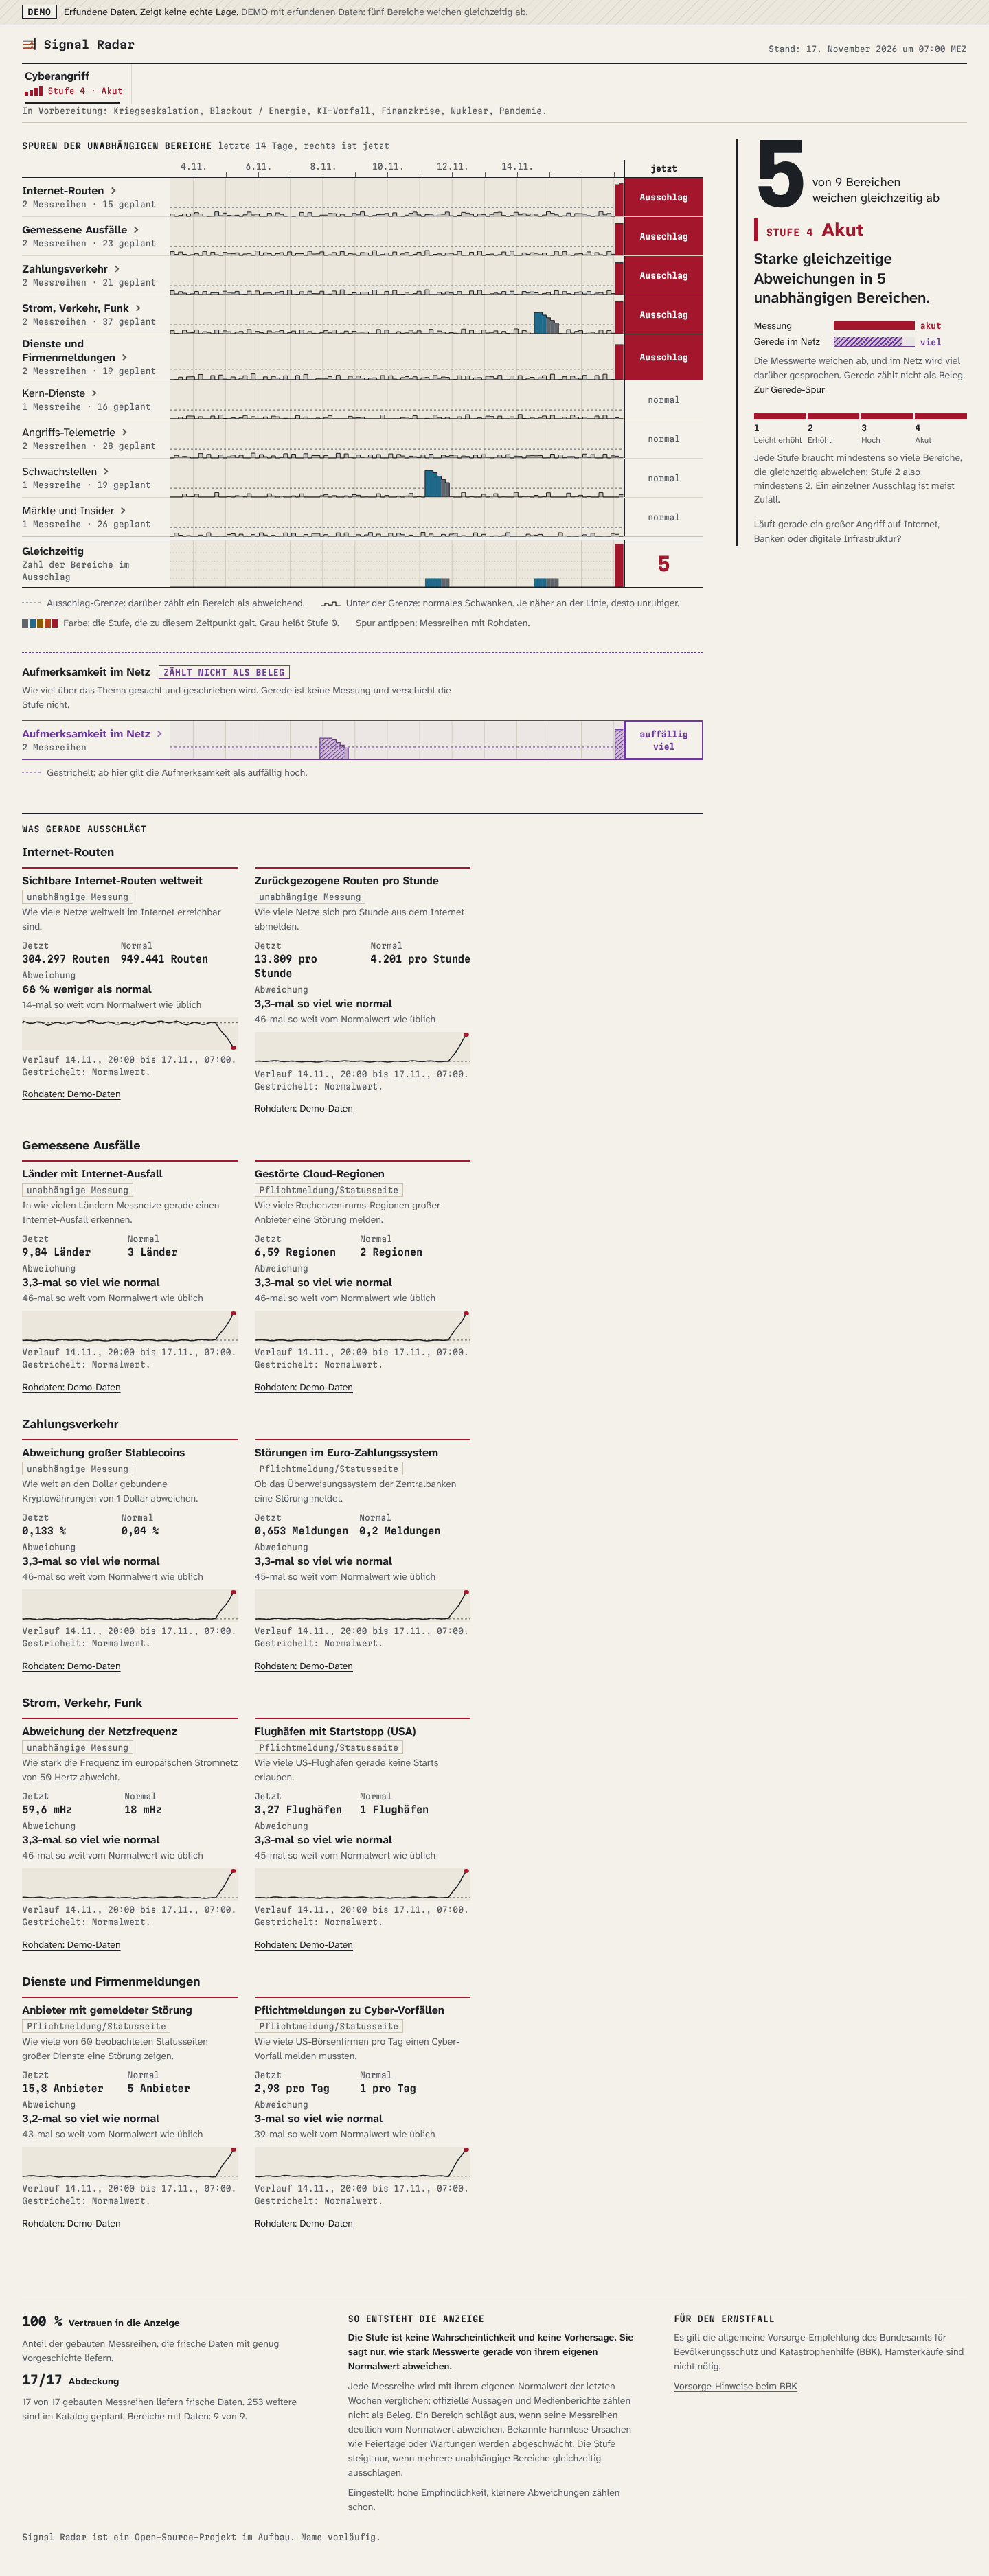 DEMO Erfundene Daten. Zeigt keine echte Lage. DEMO mit erfundenen Daten: fünf Bereiche weichen gleichzeitig ab.
Signal Radar
Stand: 17. November 2026 um 07:00 MEZ
Cyberangriff
Stufe 4 · Akut
In Vorbereitung: Kriegseskalation, Blackout / Energie, KI-Vorfall, Finanzkrise, Nuklear, Pandemie.
SPUREN DER UNABHÄNGIGEN BEREICHE letzte 14 Tage, rechts ist jetzt
4.11. 6.11. 8.11. 10.11. 12.11. 14.11. jetzt
Internet-Routen
2 Messreihen · 15 geplant
Ausschlag
Gemessene Ausfälle
2 Messreihen · 23 geplant
Ausschlag
Zahlungsverkehr
2 Messreihen · 21 geplant
Ausschlag
Strom, Verkehr, Funk
2 Messreihen · 37 geplant
Ausschlag
Dienste und
Firmenmeldungen
2 Messreihen · 19 geplant
Ausschlag
Kern-Dienste
1 Messreihe · 16 geplant
normal
Angriffs-Telemetrie
2 Messreihen · 28 geplant
normal
Schwachstellen
1 Messreihe · 19 geplant
normal
Märkte und Insider
1 Messreihe · 26 geplant
normal
Gleichzeitig
Zahl der Bereiche im
Ausschlag
5
Ausschlag-Grenze: darüber zählt ein Bereich als abweichend. Unter der Grenze: normales Schwanken. Je näher an der Linie, desto unruhiger.
Farbe: die Stufe, die zu diesem Zeitpunkt galt. Grau heißt Stufe 0. Spur antippen: Messreihen mit Rohdaten.
5 von 9 Bereichen
weichen gleichzeitig ab
STUFE 4 Akut
Starke gleichzeitige
Abweichungen in 5
unabhängigen Bereichen.
Messung akut
Gerede im Netz viel
Die Messwerte weichen ab, und im Netz wird viel
darüber gesprochen. Gerede zählt nicht als Beleg.
Zur Gerede-Spur
1 2 3 4
Leicht erhöht Erhöht Hoch Akut
Jede Stufe braucht mindestens so viele Bereiche,
die gleichzeitig abweichen: Stufe 2 also
mindestens 2. Ein einzelner Ausschlag ist meist
Zufall.
Läuft gerade ein großer Angriff auf Internet,
Banken oder digitale Infrastruktur?
Aufmerksamkeit im Netz ZÄHLT NICHT ALS BELEG
Wie viel über das Thema gesucht und geschrieben wird. Gerede ist keine Messung und verschiebt die
Stufe nicht.
Aufmerksamkeit im Netz
2 Messreihen
auffällig
viel
Gestrichelt: ab hier gilt die Aufmerksamkeit als auffällig hoch.
WAS GERADE AUSSCHLÄGT
Internet-Routen
Sichtbare Internet-Routen weltweit
unabhängige Messung
Wie viele Netze weltweit im Internet erreichbar
sind.
Jetzt Normal
304.297 Routen 949.441 Routen
Abweichung
68 % weniger als normal
14-mal so weit vom Normalwert wie üblich
Verlauf 14.11., 20:00 bis 17.11., 07:00.
Gestrichelt: Normalwert.
Rohdaten: Demo-Daten
Zurückgezogene Routen pro Stunde
unabhängige Messung
Wie viele Netze sich pro Stunde aus dem Internet
abmelden.
Jetzt Normal
13.809 pro 4.201 pro Stunde
Stunde
Abweichung
3,3-mal so viel wie normal
46-mal so weit vom Normalwert wie üblich
Verlauf 14.11., 20:00 bis 17.11., 07:00.
Gestrichelt: Normalwert.
Rohdaten: Demo-Daten
Gemessene Ausfälle
Länder mit Internet-Ausfall
unabhängige Messung
In wie vielen Ländern Messnetze gerade einen
Internet-Ausfall erkennen.
Jetzt Normal
9,84 Länder 3 Länder
Abweichung
3,3-mal so viel wie normal
46-mal so weit vom Normalwert wie üblich
Verlauf 14.11., 20:00 bis 17.11., 07:00.
Gestrichelt: Normalwert.
Rohdaten: Demo-Daten
Gestörte Cloud-Regionen
Pflichtmeldung/Statusseite
Wie viele Rechenzentrums-Regionen großer
Anbieter eine Störung melden.
Jetzt Normal
6,59 Regionen 2 Regionen
Abweichung
3,3-mal so viel wie normal
46-mal so weit vom Normalwert wie üblich
Verlauf 14.11., 20:00 bis 17.11., 07:00.
Gestrichelt: Normalwert.
Rohdaten: Demo-Daten
Zahlungsverkehr
Abweichung großer Stablecoins
unabhängige Messung
Wie weit an den Dollar gebundene
Kryptowährungen von 1 Dollar abweichen.
Jetzt Normal
0,133 % 0,04 %
Abweichung
3,3-mal so viel wie normal
46-mal so weit vom Normalwert wie üblich
Verlauf 14.11., 20:00 bis 17.11., 07:00.
Gestrichelt: Normalwert.
Rohdaten: Demo-Daten
Störungen im Euro-Zahlungssystem
Pflichtmeldung/Statusseite
Ob das Überweisungssystem der Zentralbanken
eine Störung meldet.
Jetzt Normal
0,653 Meldungen 0,2 Meldungen
Abweichung
3,3-mal so viel wie normal
45-mal so weit vom Normalwert wie üblich
Verlauf 14.11., 20:00 bis 17.11., 07:00.
Gestrichelt: Normalwert.
Rohdaten: Demo-Daten
Strom, Verkehr, Funk
Abweichung der Netzfrequenz
unabhängige Messung
Wie stark die Frequenz im europäischen Stromnetz
von 50 Hertz abweicht.
Jetzt Normal
59,6 mHz 18 mHz
Abweichung
3,3-mal so viel wie normal
46-mal so weit vom Normalwert wie üblich
Verlauf 14.11., 20:00 bis 17.11., 07:00.
Gestrichelt: Normalwert.
Rohdaten: Demo-Daten
Flughäfen mit Startstopp (USA)
Pflichtmeldung/Statusseite
Wie viele US-Flughäfen gerade keine Starts
erlauben.
Jetzt Normal
3,27 Flughäfen 1 Flughäfen
Abweichung
3,3-mal so viel wie normal
45-mal so weit vom Normalwert wie üblich
Verlauf 14.11., 20:00 bis 17.11., 07:00.
Gestrichelt: Normalwert.
Rohdaten: Demo-Daten
Dienste und Firmenmeldungen
Anbieter mit gemeldeter Störung
Pflichtmeldung/Statusseite
Wie viele von 60 beobachteten Statusseiten
großer Dienste eine Störung zeigen.
Jetzt Normal
15,8 Anbieter 5 Anbieter
Abweichung
3,2-mal so viel wie normal
43-mal so weit vom Normalwert wie üblich
Verlauf 14.11., 20:00 bis 17.11., 07:00.
Gestrichelt: Normalwert.
Rohdaten: Demo-Daten
Pflichtmeldungen zu Cyber-Vorfällen
Pflichtmeldung/Statusseite
Wie viele US-Börsenfirmen pro Tag einen Cyber-
Vorfall melden mussten.
Jetzt Normal
2,98 pro Tag 1 pro Tag
Abweichung
3-mal so viel wie normal
39-mal so weit vom Normalwert wie üblich
Verlauf 14.11., 20:00 bis 17.11., 07:00.
Gestrichelt: Normalwert.
Rohdaten: Demo-Daten
100 % Vertrauen in die Anzeige
Anteil der gebauten Messreihen, die frische Daten mit genug
Vorgeschichte liefern.
17/17 Abdeckung
17 von 17 gebauten Messreihen liefern frische Daten. 253 weitere
sind im Katalog geplant. Bereiche mit Daten: 9 von 9.
SO ENTSTEHT DIE ANZEIGE
Die Stufe ist keine Wahrscheinlichkeit und keine Vorhersage. Sie
sagt nur, wie stark Messwerte gerade von ihrem eigenen
Normalwert abweichen.
Jede Messreihe wird mit ihrem eigenen Normalwert der letzten
Wochen verglichen; offizielle Aussagen und Medienberichte zählen
nicht als Beleg. Ein Bereich schlägt aus, wenn seine Messreihen
deutlich vom Normalwert abweichen. Bekannte harmlose Ursachen
wie Feiertage oder Wartungen werden abgeschwächt. Die Stufe
steigt nur, wenn mehrere unabhängige Bereiche gleichzeitig
ausschlagen.
Eingestellt: hohe Empfindlichkeit, kleinere Abweichungen zählen
schon.
FÜR DEN ERNSTFALL
Es gilt die allgemeine Vorsorge-Empfehlung des Bundesamts für
Bevölkerungsschutz und Katastrophenhilfe (BBK). Hamsterkäufe sind
nicht nötig.
Vorsorge-Hinweise beim BBK
Signal Radar ist ein Open-Source-Projekt im Aufbau. Name vorläufig.